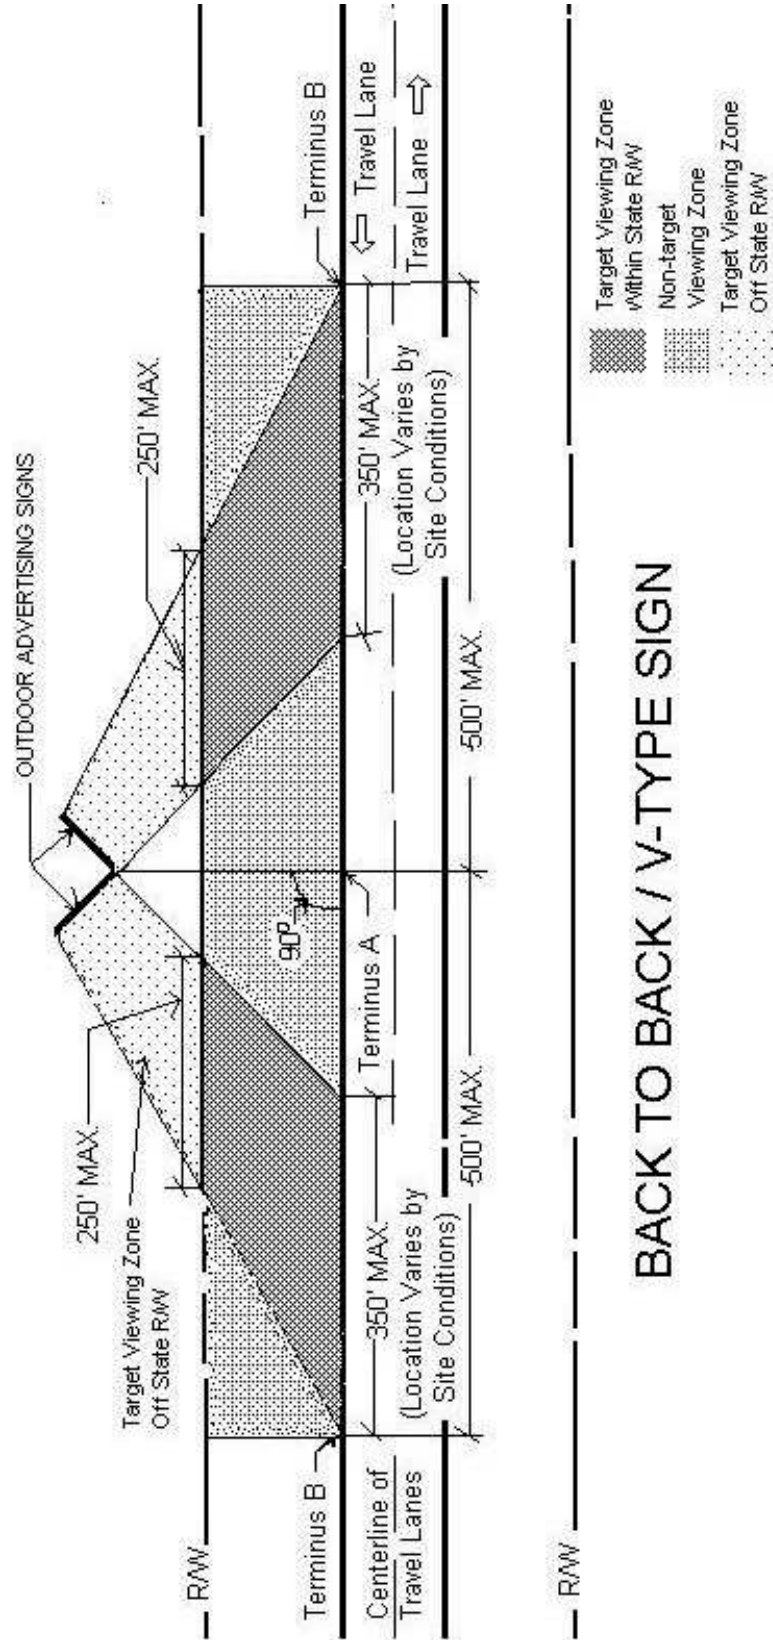 OUTDOOR ADVERTISING SIGNS
250' MAX.
250' MAX.
Target Viewing Zone
Off State R/W
R/W
90°
Terminus B
Terminus A
Terminus B
Centerline of
Travel Lanes
350' MAX.
(Location Varies by
Site Conditions)
350' MAX.
(Location Varies by
Site Conditions)
Travel Lane
Travel Lane
500' MAX.
500' MAX.
R/W
BACK TO BACK / V-TYPE SIGN
Target Viewing Zone
Within State R/W
Non-target
Viewing Zone
Target Viewing Zone
Off State R/W